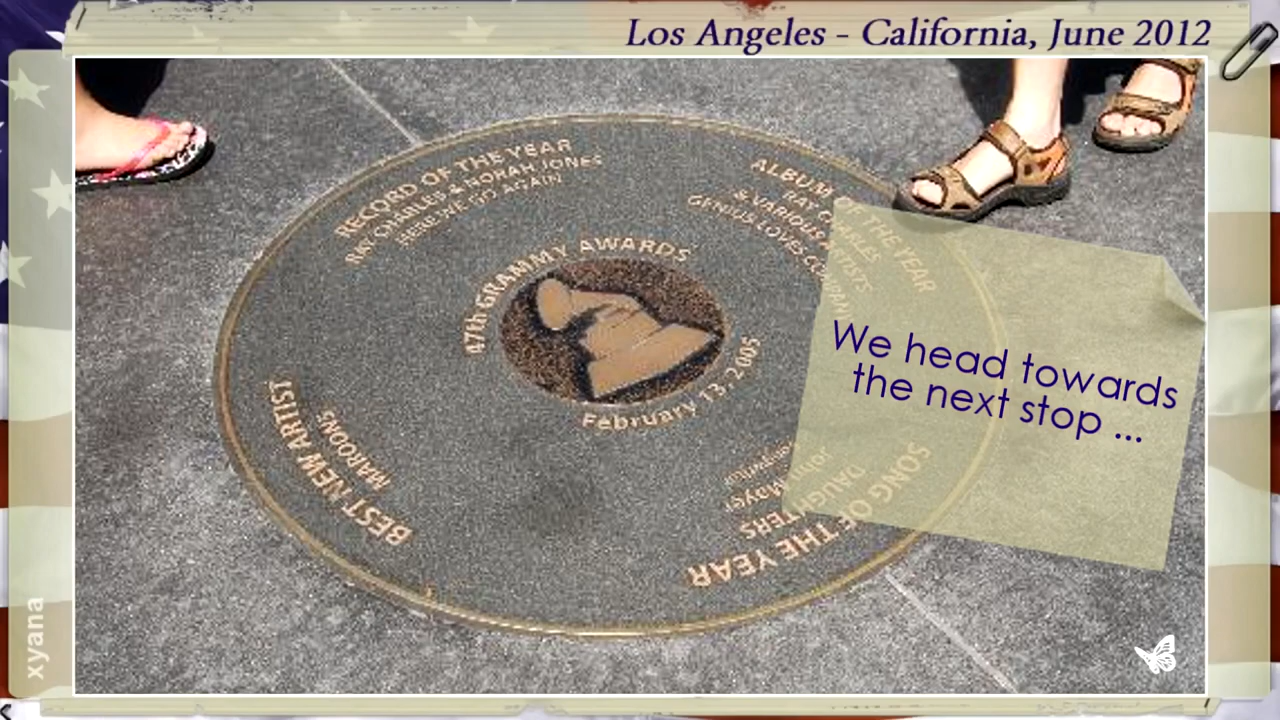 Los Angeles - California, June 2012
RECORD OF THE YEAR
RAY CHARLES & NORAH JONES
HERE WE GO AGAIN
ALBUM OF THE YEAR
RAY CHARLES
& VARIOUS ARTISTS
GENIUS LOVES COMPANY
47th GRAMMY AWARDS
February 13, 2005
BEST NEW ARTIST
MAROON5
SONG OF THE YEAR
DAUGHTERS
John Mayer
songwriter
We head towards
the next stop ...
xyana